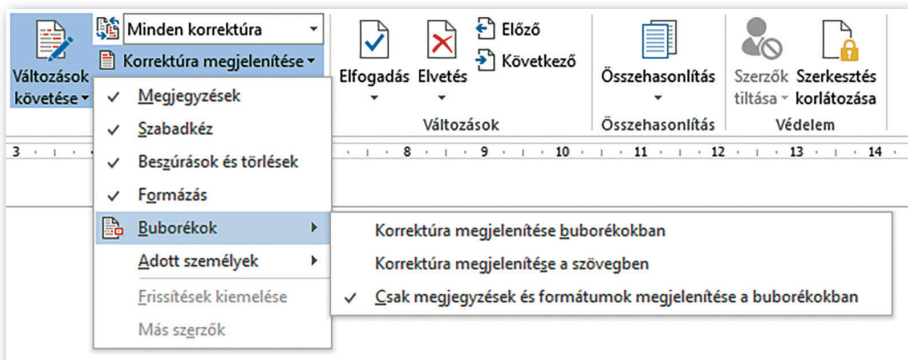 Változások
követése
Minden korrektúra
Korrektúra megjelenítése
Elfogadás
Elvetés
Előző
Következő
Változások
Összehasonlítás
Összehasonlítás
Szerzők
tiltása
Szerkesztés
korlátozása
Védelem
3 8 9 10 11 12 13 14
Megjegyzések
Szabadkéz
Beszúrások és törlések
Formázás
Buborékok
Adott személyek
Frissítések kiemelése
Más szerzők
Korrektúra megjelenítése buborékokban
Korrektúra megjelenítése a szövegben
Csak megjegyzések és formátumok megjelenítése a buborékokban